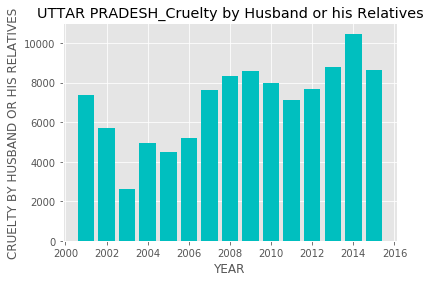 UTTAR PRADESH_Cruelty by Husband or his Relatives
CRUELTY BY HUSBAND OR HIS RELATIVES
10000
8000
6000
4000
2000
0
2000 2002 2004 2006 2008 2010 2012 2014 2016
YEAR